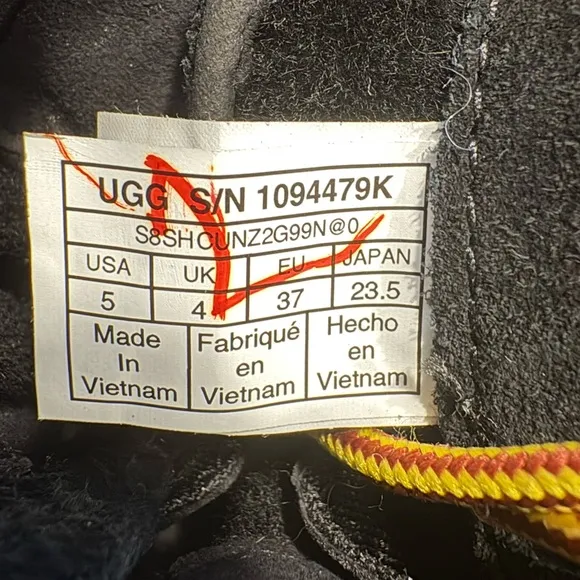 UGG S/N 1094479K
S8SHCUNZ2G99N@0
USA UK EU JAPAN
5 4 37 23.5
Made Fabriqué Hecho
In en en
Vietnam Vietnam Vietnam